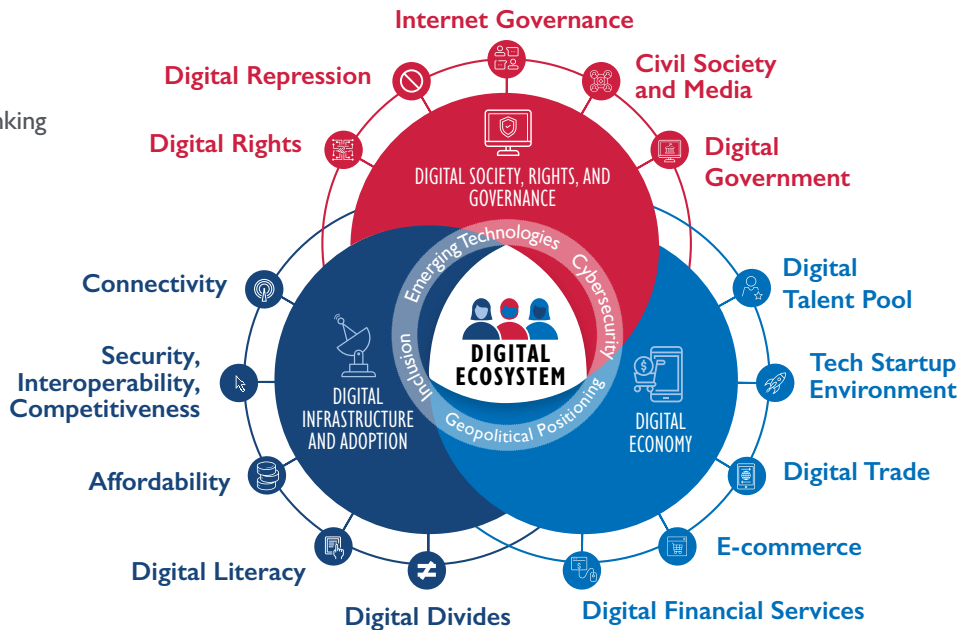 Internet Governance
Digital Repression
Civil Society
and Media
nking
Digital Rights
Digital
Government
DIGITAL SOCIETY, RIGHTS, AND
GOVERNANCE
Emerging Technologies
Cybersecurity
Inclusion
Geopolitical Positioning
DIGITAL
ECOSYSTEM
Connectivity
Security,
Interoperability,
Competitiveness
Affordability
Digital Literacy
Digital Divides
DIGITAL
INFRASTRUCTURE
AND ADOPTION
DIGITAL
ECONOMY
Digital
Talent Pool
Tech Startup
Environment
Digital Trade
E-commerce
Digital Financial Services